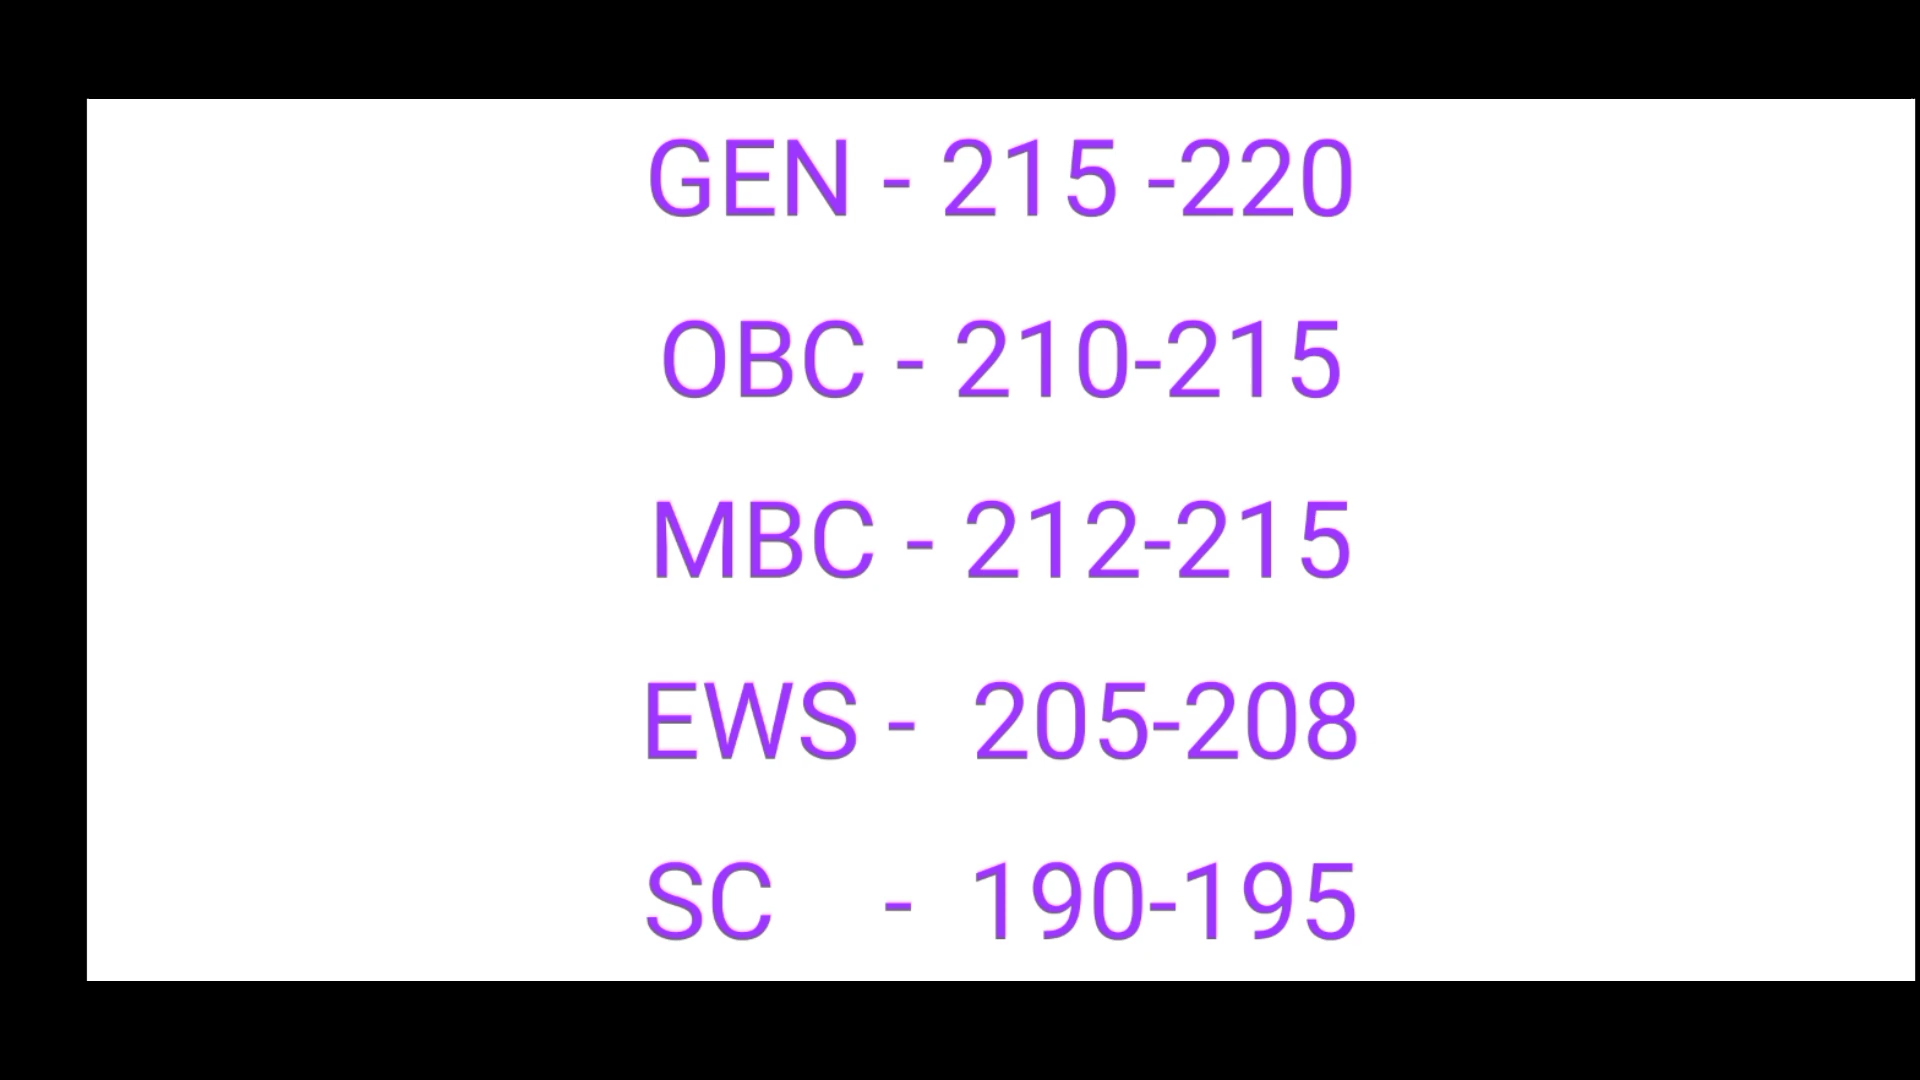 GEN - 215 -220
OBC - 210-215
MBC - 212-215
EWS -  205-208
SC    -  190-195